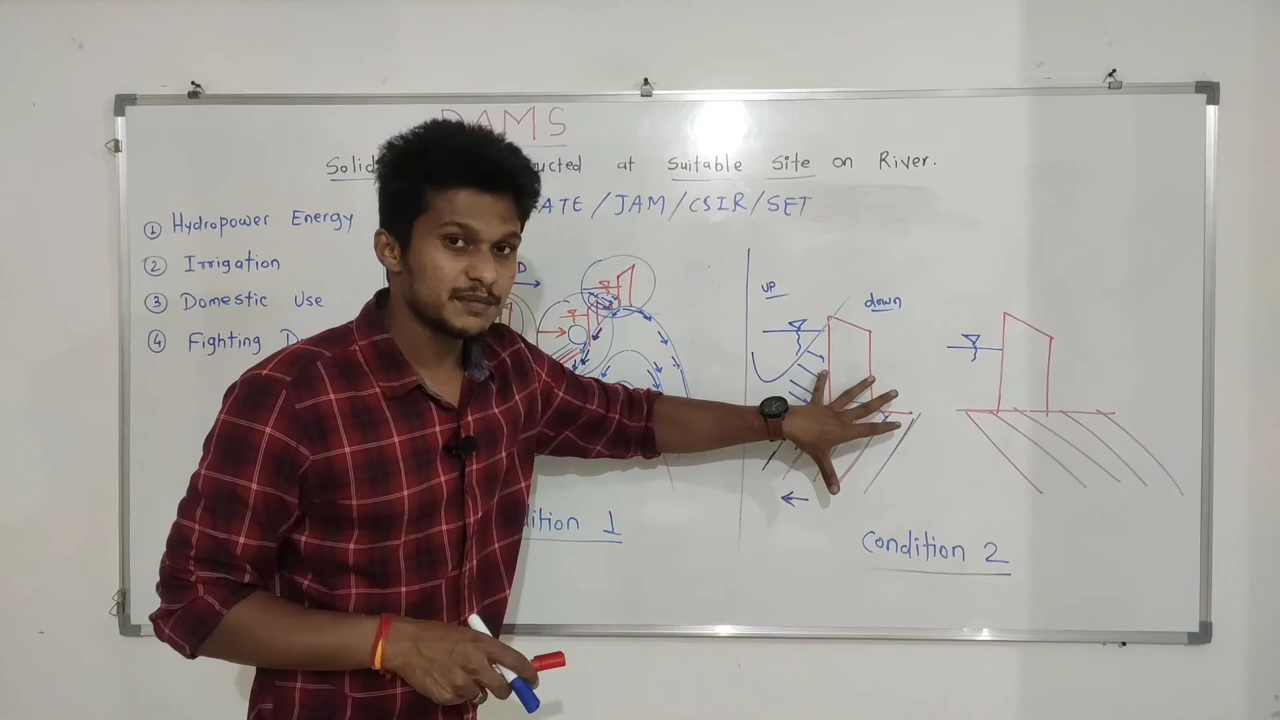 DAMS
Solid ucted at Suitable Site on River.
ATE / JAM / CSIR / SET
① Hydropower Energy
② Irrigation
③ Domestic Use
④ Fighting D
D
UP
down
dition 1
Condition 2